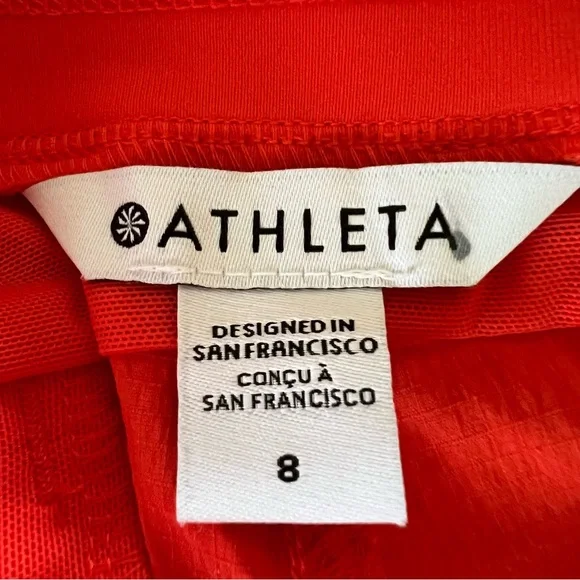 ATHLETA
DESIGNED IN
SAN FRANCISCO
CONÇU À
SAN FRANCISCO
8